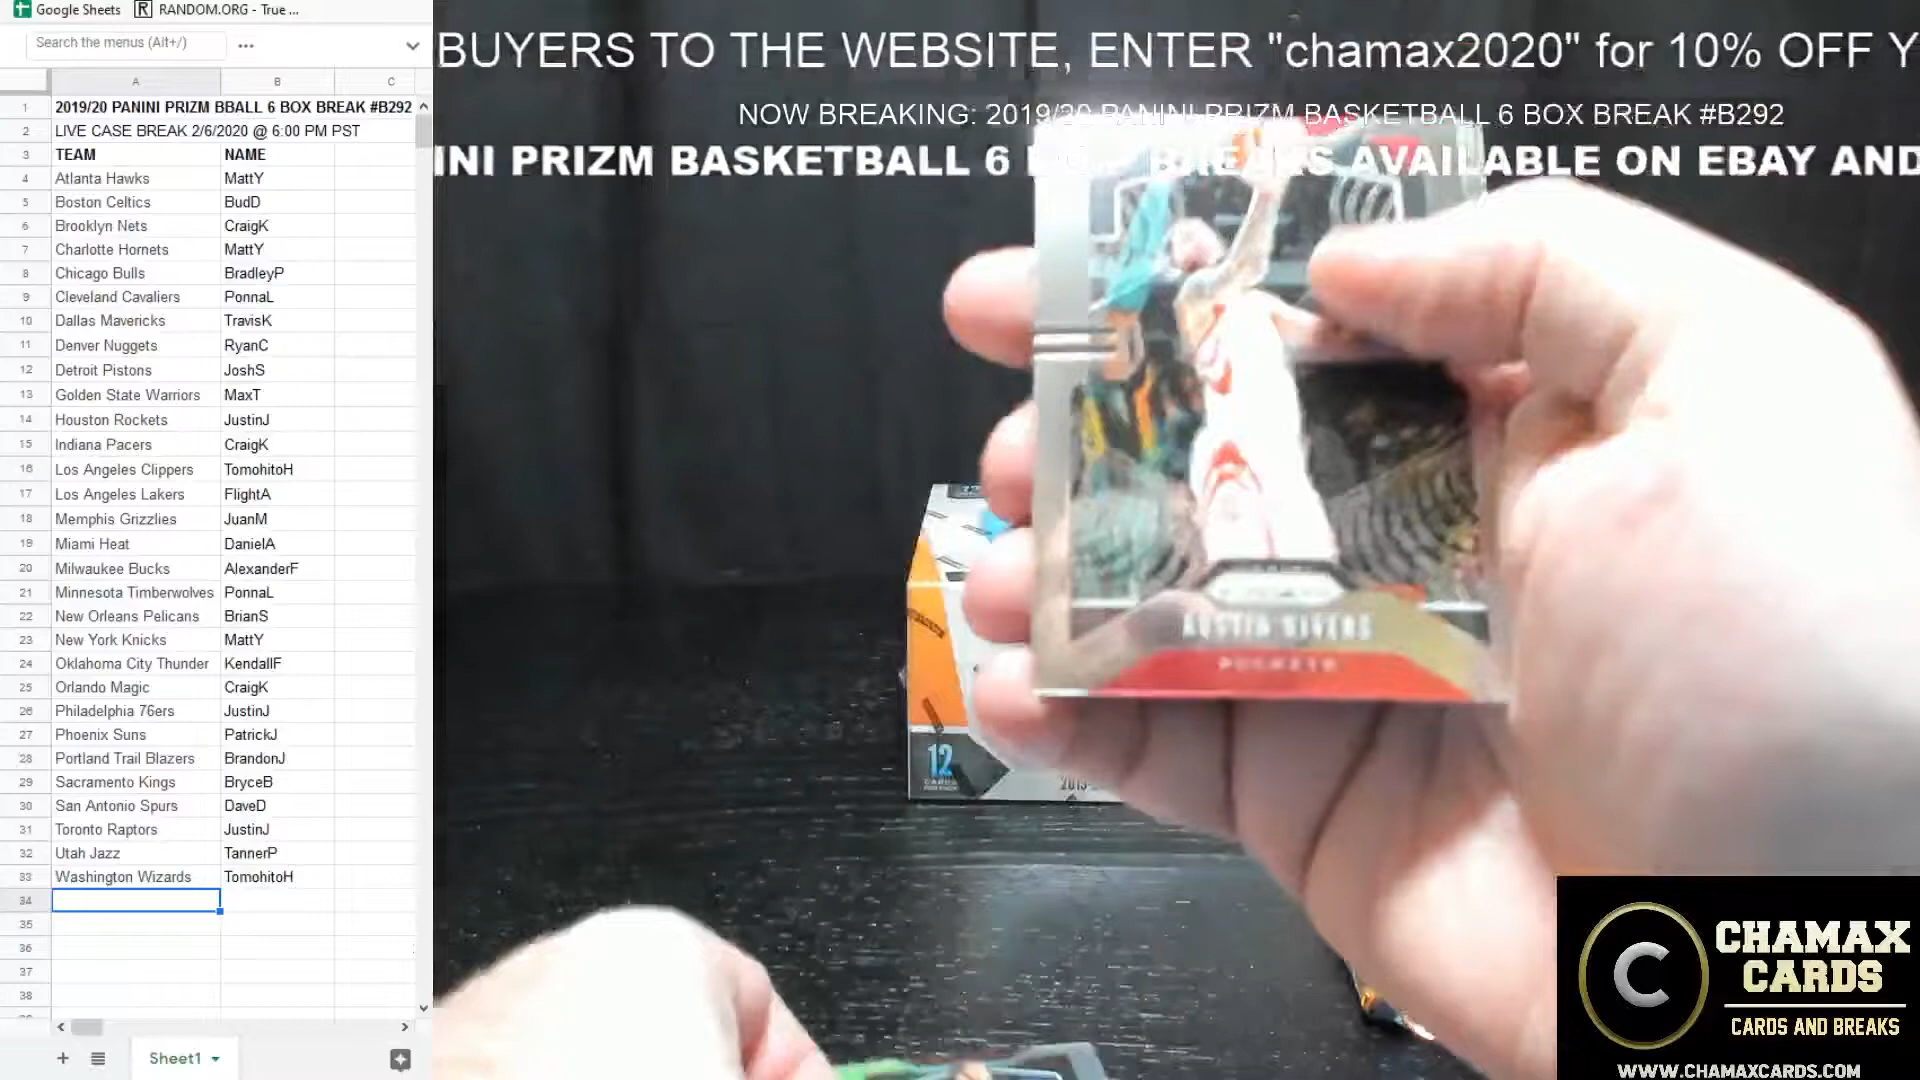 Google Sheets RANDOM.ORG - True ...
Search the menus (Alt+/)
A B C
1 2019/20 PANINI PRIZM BBALL 6 BOX BREAK #B292
2 LIVE CASE BREAK 2/6/2020 @ 6:00 PM PST
3 TEAM NAME
4 Atlanta Hawks MattY
5 Boston Celtics BudD
6 Brooklyn Nets CraigK
7 Charlotte Hornets MattY
8 Chicago Bulls BradleyP
9 Cleveland Cavaliers PonnaL
10 Dallas Mavericks TravisK
11 Denver Nuggets RyanC
12 Detroit Pistons JoshS
13 Golden State Warriors MaxT
14 Houston Rockets JustinJ
15 Indiana Pacers CraigK
16 Los Angeles Clippers TomohitoH
17 Los Angeles Lakers FlightA
18 Memphis Grizzlies JuanM
19 Miami Heat DanielA
20 Milwaukee Bucks AlexanderF
21 Minnesota Timberwolves PonnaL
22 New Orleans Pelicans BrianS
23 New York Knicks MattY
24 Oklahoma City Thunder KendallF
25 Orlando Magic CraigK
26 Philadelphia 76ers JustinJ
27 Phoenix Suns PatrickJ
28 Portland Trail Blazers BrandonJ
29 Sacramento Kings BryceB
30 San Antonio Spurs DaveD
31 Toronto Raptors JustinJ
32 Utah Jazz TannerP
33 Washington Wizards TomohitoH
34
35
36
37
38
Sheet1
BUYERS TO THE WEBSITE, ENTER "chamax2020" for 10% OFF Y
NOW BREAKING: 2019/20 PANINI PRIZM BASKETBALL 6 BOX BREAK #B292
INI PRIZM BASKETBALL 6 BREAKS AVAILABLE ON EBAY AND
AUSTIN RIVERS
ROCKETS
12
CARDS
C
CHAMAX
CARDS
CARDS AND BREAKS
WWW.CHAMAXCARDS.COM